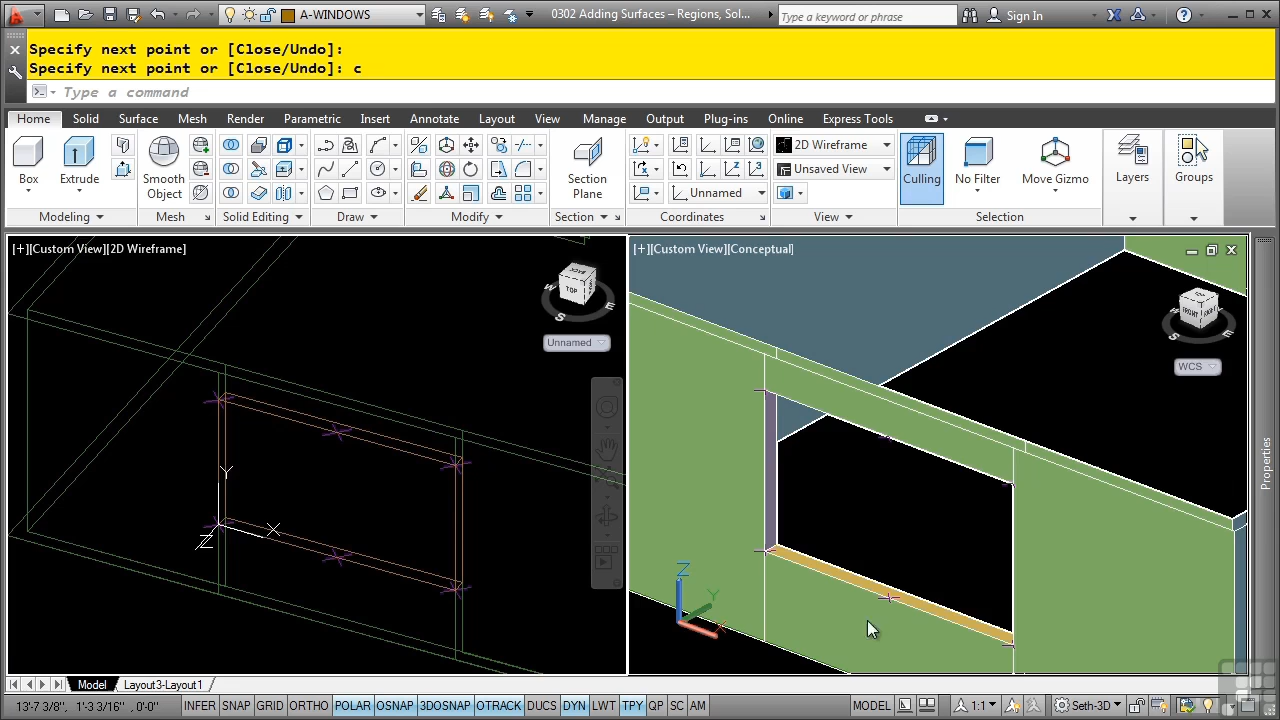 A-WINDOWS
0302 Adding Surfaces – Regions, Sol...
Type a keyword or phrase
Sign In
Specify next point or [Close/Undo]:
Specify next point or [Close/Undo]: c
Type a command
Home Solid Surface Mesh Render Parametric Insert Annotate Layout View Manage Output Plug-ins Online Express Tools
Box
Extrude
Smooth Object
Section Plane
2D Wireframe
Unsaved View
Unnamed
Culling
No Filter
Move Gizmo
Layers
Groups
Modeling Mesh Solid Editing Draw Modify Section Coordinates View Selection
[+][Custom View][2D Wireframe]
TOP
BACK
W
S
E
Unnamed
Y
X
Z
[+][Custom View][Conceptual]
TOP
FRONT
RIGHT
S
E
WCS
Z
Y
X
Properties
Model Layout3-Layout1
13'-7 3/8", 1'-3 3/16" , 0'-0" INFER SNAP GRID ORTHO POLAR OSNAP 3DOSNAP OTRACK DUCS DYN LWT TPY QP SC AM MODEL 1:1 Seth-3D